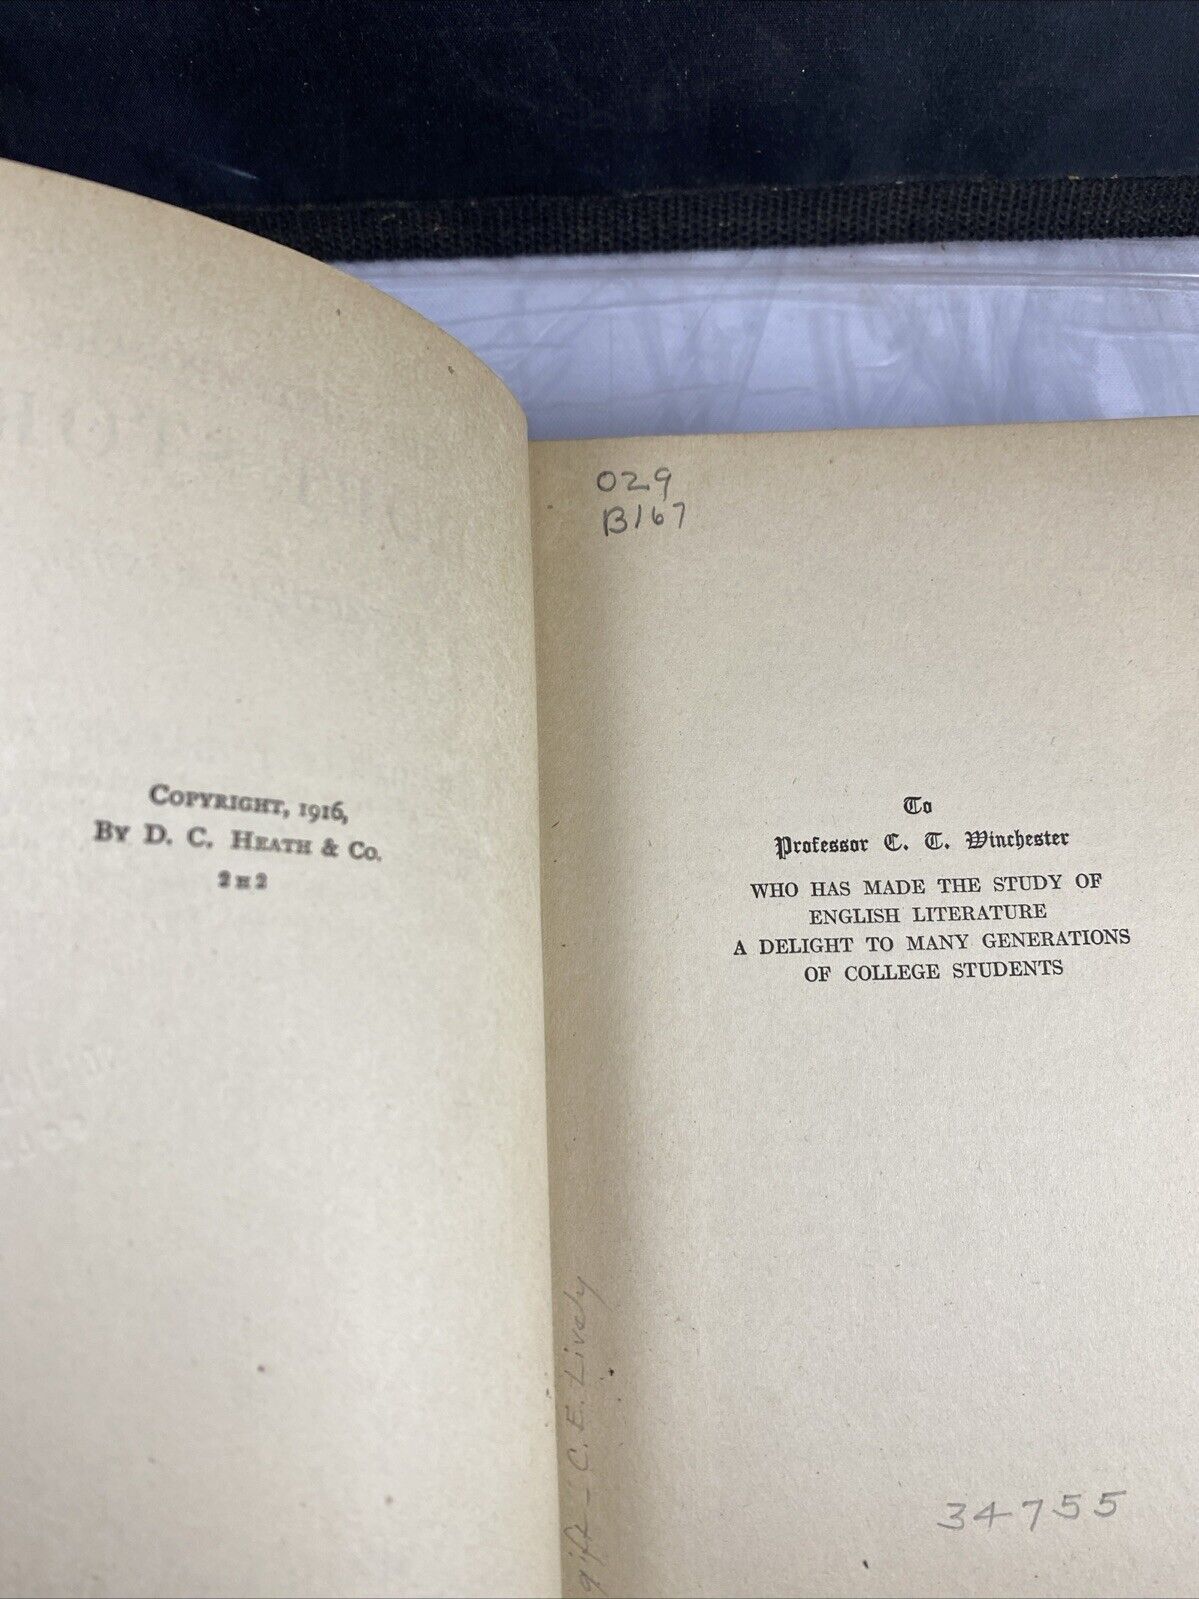 COPYRIGHT, 1916,
BY D. C. HEATH & CO.
2 H 2
029
B167
To
Professor C. T. Winchester
WHO HAS MADE THE STUDY OF
ENGLISH LITERATURE
A DELIGHT TO MANY GENERATIONS
OF COLLEGE STUDENTS
gift - C. E. Lively
34755